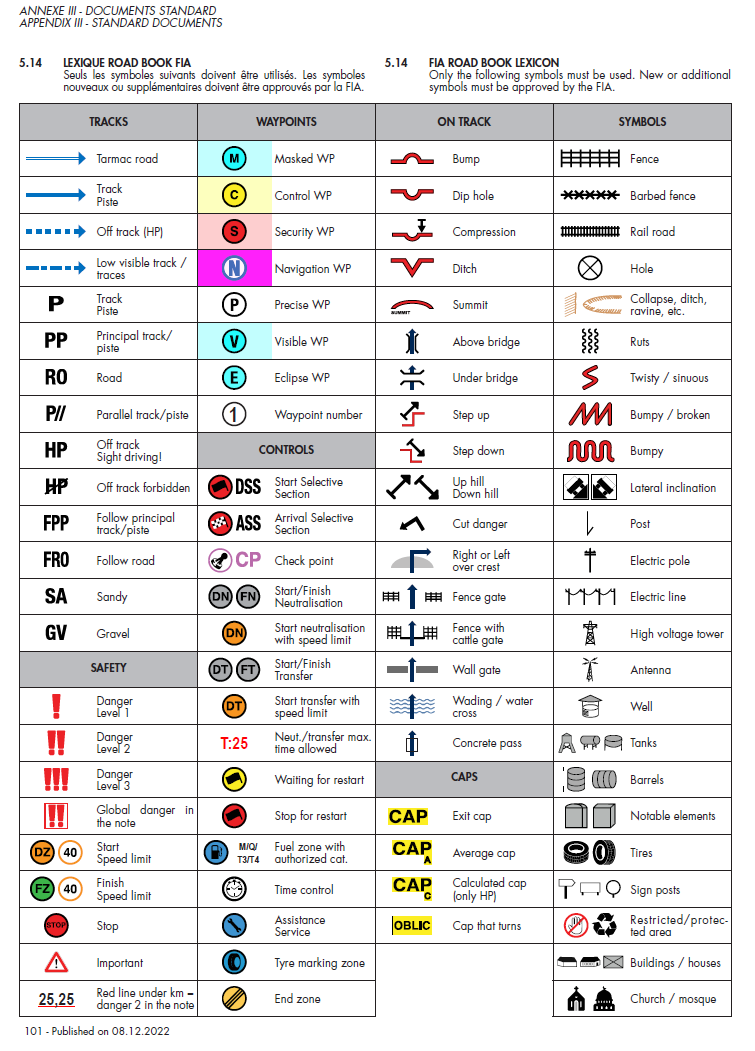 ANNEXE III - DOCUMENTS STANDARD
APPENDIX III - STANDARD DOCUMENTS
5.14 LEXIQUE ROAD BOOK FIA
Seuls les symboles suivants doivent être utilisés. Les symboles
nouveaux ou supplémentaires doivent être approuvés par la FIA.
5.14 FIA ROAD BOOK LEXICON
Only the following symbols must be used. New or additional
symbols must be approved by the FIA.
TRACKS
Tarmac road
Track
Piste
Off track (HP)
Low visible track /
traces
P Track
Piste
PP Principal track/
piste
RO Road
P// Parallel track/piste
HP Off track
Sight driving!
HP Off track forbidden
FPP Follow principal
track/piste
FRO Follow road
SA Sandy
GV Gravel
SAFETY
! Danger
Level 1
!! Danger
Level 2
!!! Danger
Level 3
!! Global danger in
the note
DZ 40 Start
Speed limit
FZ 40 Finish
Speed limit
STOP Stop
! Important
25,25 Red line under km –
danger 2 in the note
WAYPOINTS
M Masked WP
C Control WP
S Security WP
N Navigation WP
P Precise WP
V Visible WP
E Eclipse WP
1 Waypoint number
CONTROLS
DSS Start Selective
Section
ASS Arrival Selective
Section
CP Check point
DN FN Start/Finish
Neutralisation
DN Start neutralisation
with speed limit
DT FT Start/Finish
Transfer
DT Start transfer with
speed limit
T:25 Neut./transfer max.
time allowed
Waiting for restart
Stop for restart
M/Q/
T3/T4 Fuel zone with
authorized cat.
Time control
Assistance
Service
Tyre marking zone
End zone
ON TRACK
Bump
Dip hole
Compression
Ditch
SUMMIT Summit
Above bridge
Under bridge
Step up
Step down
Up hill
Down hill
Cut danger
Right or Left
over crest
Fence gate
Fence with
cattle gate
Wall gate
Wading / water
cross
Concrete pass
CAPS
CAP Exit cap
CAP A Average cap
CAP C Calculated cap
(only HP)
OBLIC Cap that turns
SYMBOLS
Fence
Barbed fence
Rail road
Hole
Collapse, ditch,
ravine, etc.
Ruts
Twisty / sinuous
Bumpy / broken
Bumpy
Lateral inclination
Post
Electric pole
Electric line
High voltage tower
Antenna
Well
Tanks
Barrels
Notable elements
Tires
Sign posts
Restricted/protec-
ted area
Buildings / houses
Church / mosque
101 - Published on 08.12.2022